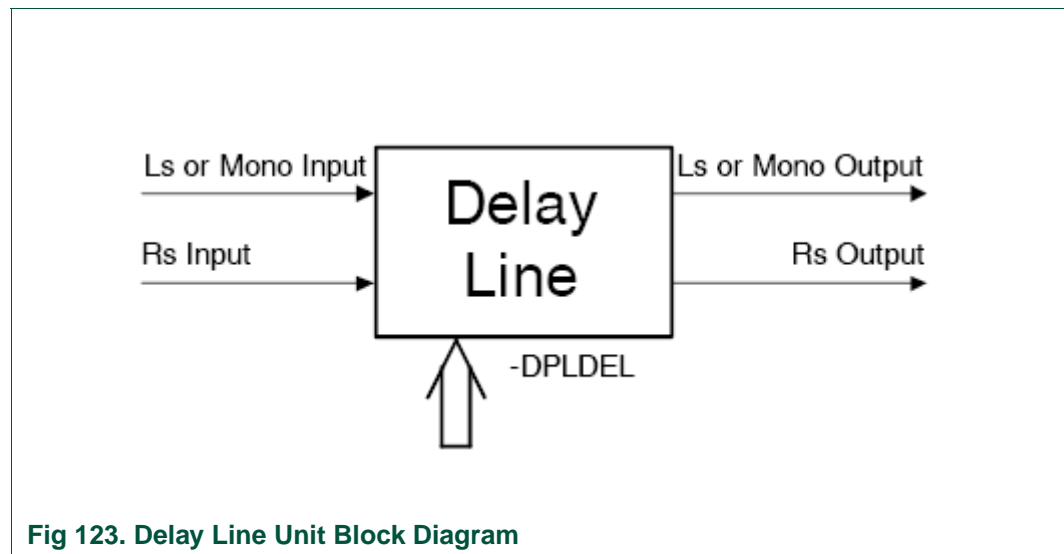 Ls or Mono Input
Ls or Mono Output
Delay
Line
Rs Input
Rs Output
-DPLDEL
Fig 123. Delay Line Unit Block Diagram